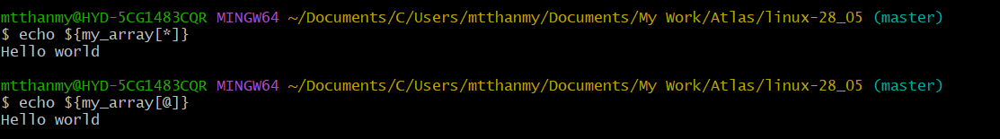 mtthanmy@HYD-5CG1483CQR MINGW64 ~/Documents/C/Users/mtthanmy/Documents/My Work/Atlas/linux-28_05 (master)
$ echo ${my_array[*]}
Hello world
mtthanmy@HYD-5CG1483CQR MINGW64 ~/Documents/C/Users/mtthanmy/Documents/My Work/Atlas/linux-28_05 (master)
$ echo ${my_array[@]}
Hello world